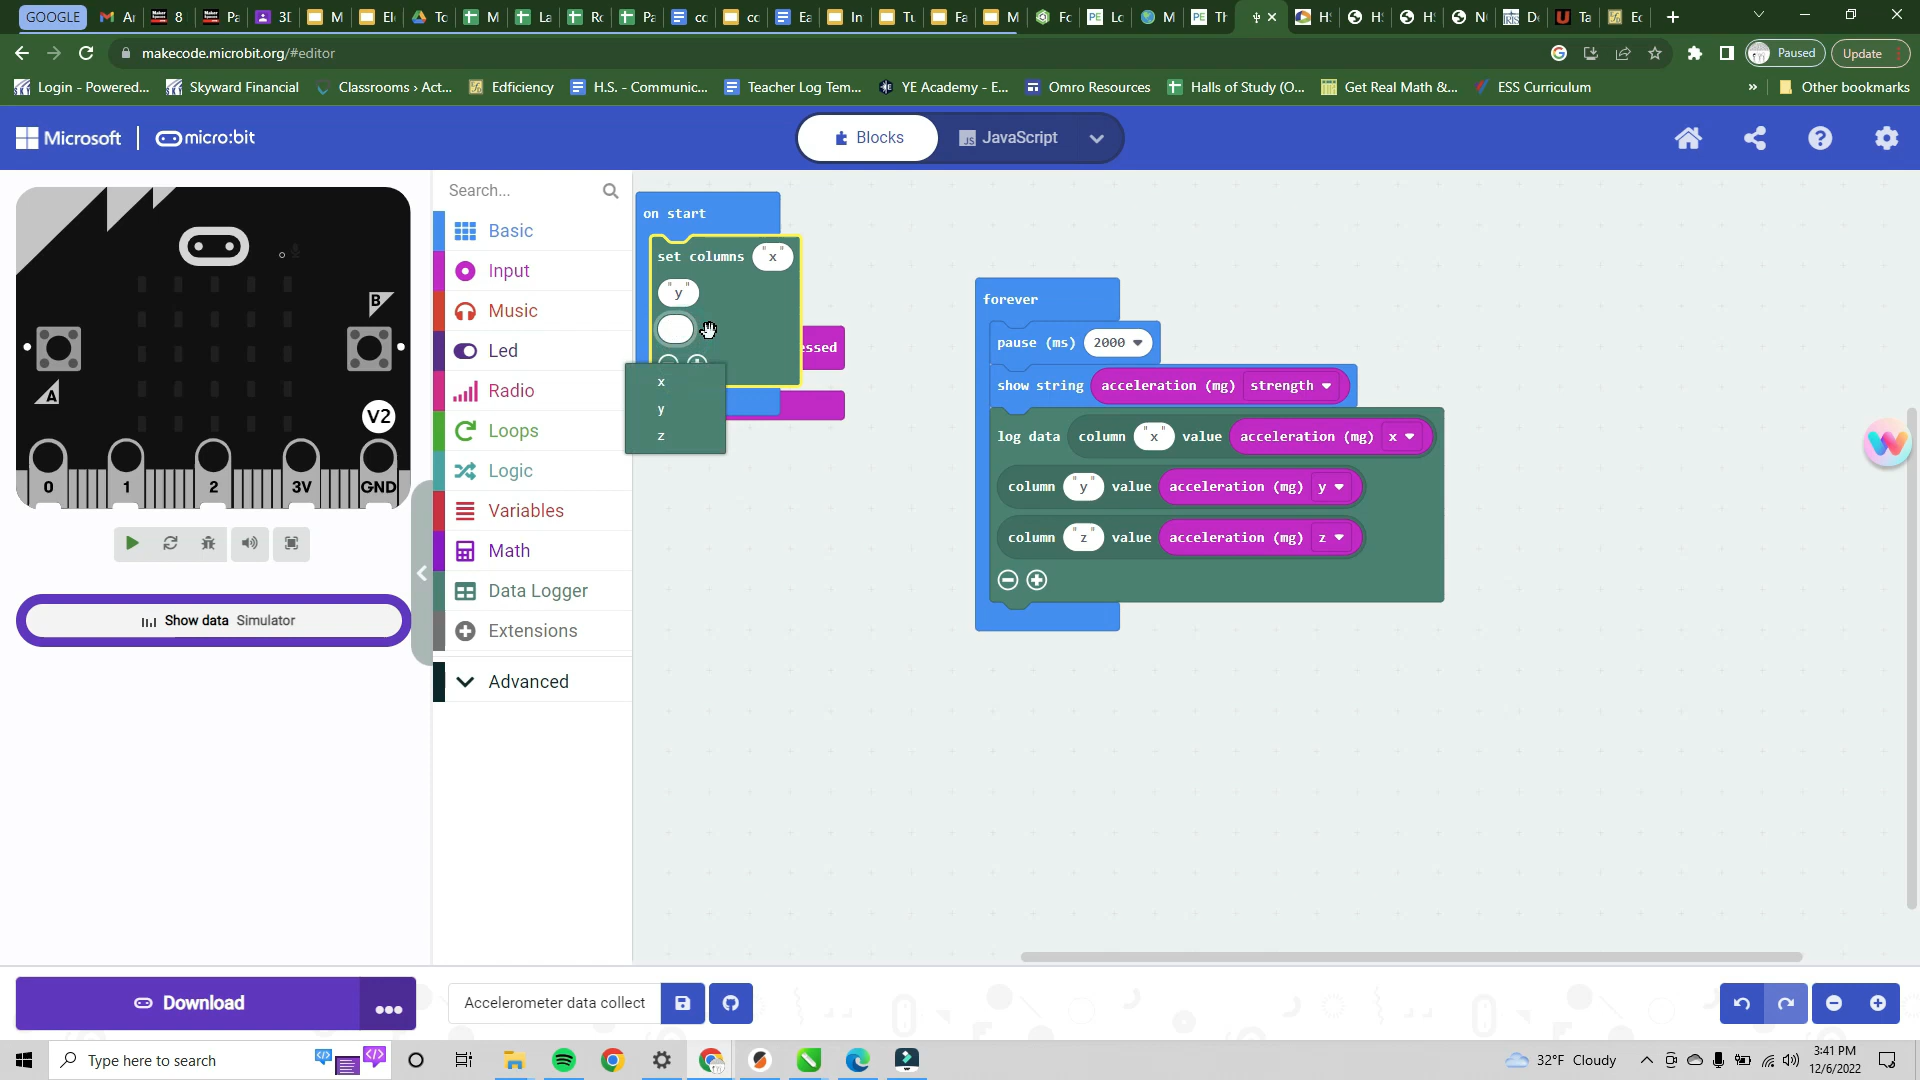 GOOGLE
makecode.microbit.org/#editor
Paused
Update
Login - Powered...
Skyward Financial
Classrooms › Act...
Edficiency
H.S. - Communic...
Teacher Log Tem...
YE Academy - E...
Omro Resources
Halls of Study (O...
Get Real Math &...
ESS Curriculum
»
Other bookmarks
Microsoft
micro:bit
Blocks
JS JavaScript
Search...
Basic
Input
Music
Led
Radio
Loops
Logic
Variables
Math
Data Logger
Extensions
Advanced
B
A
V2
0 1 2 3V GND
Show data Simulator
on start
set columns "x"
"y"
x
y
z
essed
forever
pause (ms) 2000
show string acceleration (mg) strength
log data column "x" value acceleration (mg) x
column "y" value acceleration (mg) y
column "z" value acceleration (mg) z
Download
Accelerometer data collect
Type here to search
32°F Cloudy
3:41 PM
12/6/2022